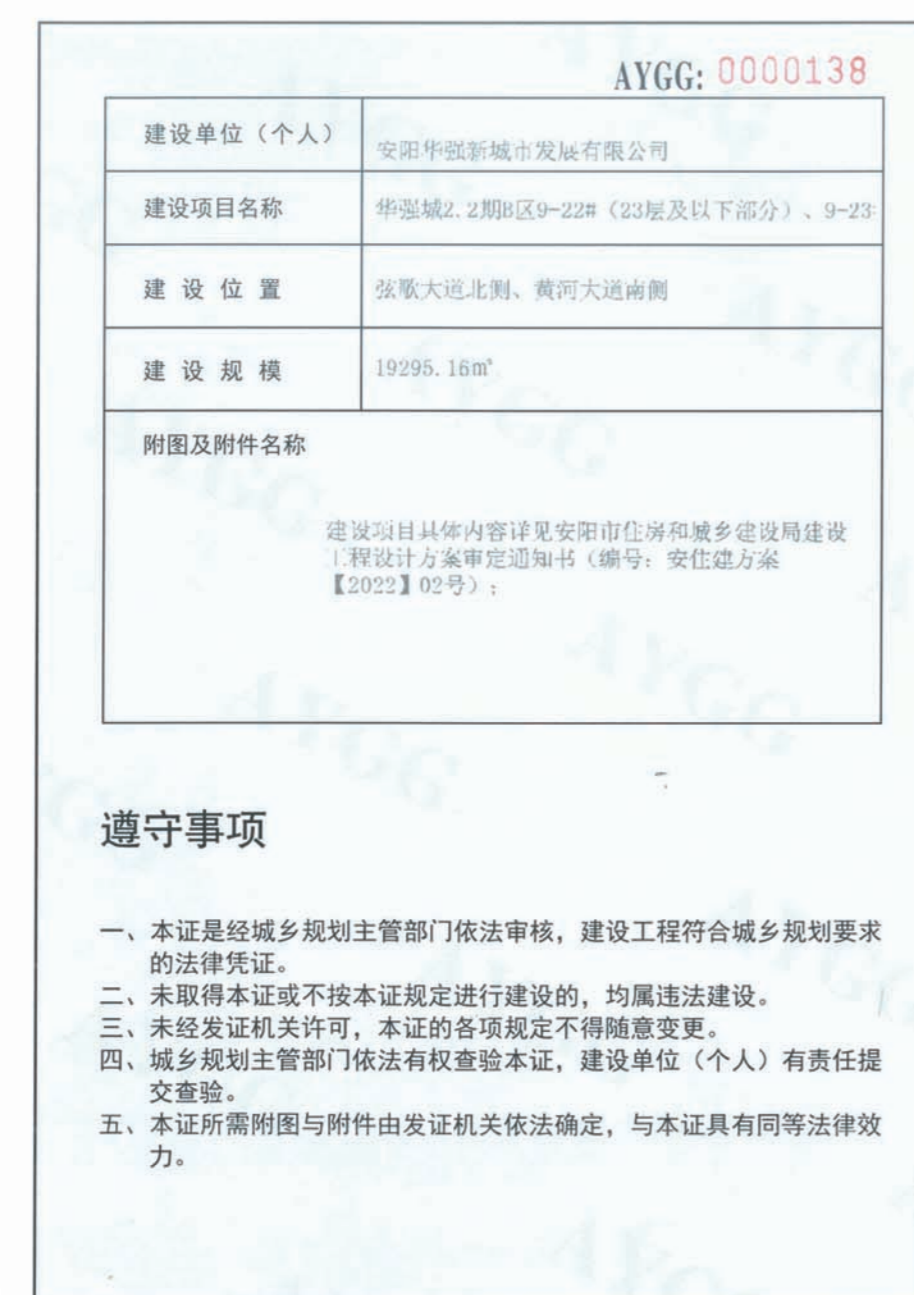 AYGG: 0000138
建设单位（个人）
安阳华强新城市发展有限公司
建设项目名称
华强城2.2期B区9-22#（23层及以下部分）、9-23
建设位置
弦歌大道北侧、黄河大道南侧
建设规模
19295.16m²
附图及附件名称
建设项目具体内容详见安阳市住房和城乡建设局建设
工程设计方案审定通知书（编号：安住建方案
【2022】02号）；
遵守事项
一、本证是经城乡规划主管部门依法审核，建设工程符合城乡规划要求
的法律凭证。
二、未取得本证或不按本证规定进行建设的，均属违法建设。
三、未经发证机关许可，本证的各项规定不得随意变更。
四、城乡规划主管部门依法有权查验本证，建设单位（个人）有责任提
交查验。
五、本证所需附图与附件由发证机关依法确定，与本证具有同等法律效
力。